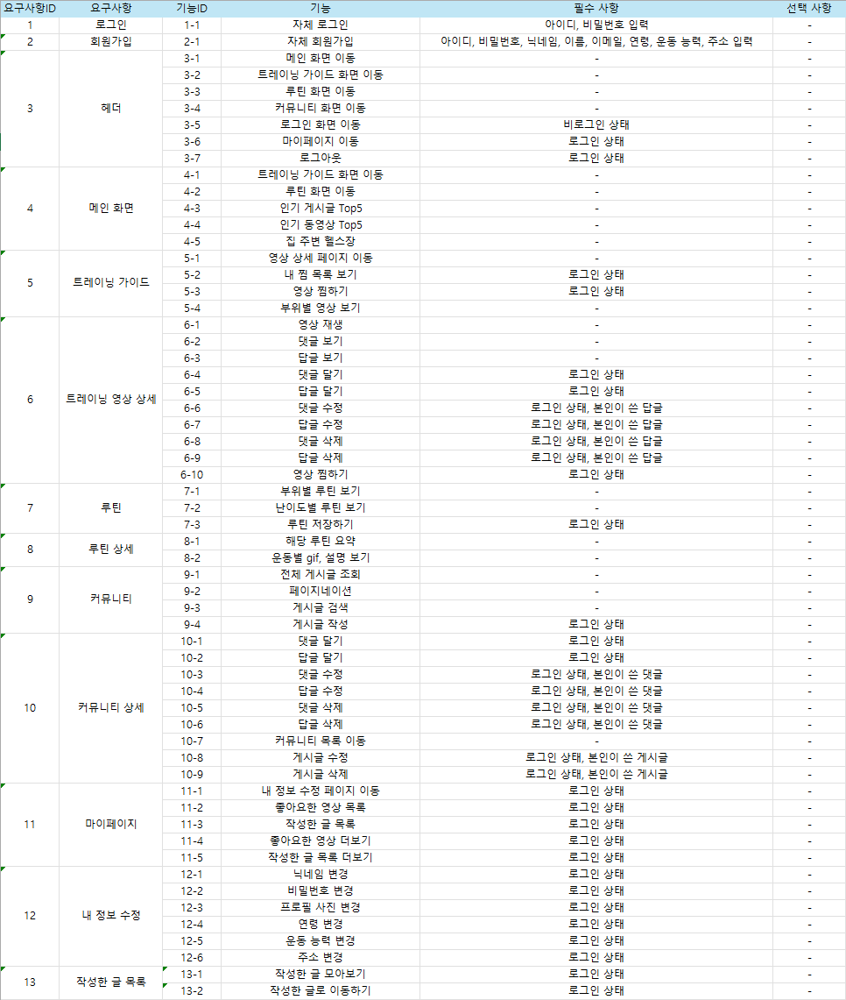 요구사항ID 요구사항 기능ID 기능 필수 사항 선택 사항
1 로그인 1-1 자체 로그인 아이디, 비밀번호 입력 -
2 회원가입 2-1 자체 회원가입 아이디, 비밀번호, 닉네임, 이름, 이메일, 연령, 운동 능력, 주소 입력 -
3-1 메인 화면 이동 - -
3-2 트레이닝 가이드 화면 이동 - -
3-3 루틴 화면 이동 - -
3 헤더 3-4 커뮤니티 화면 이동 - -
3-5 로그인 화면 이동 비로그인 상태 -
3-6 마이페이지 이동 로그인 상태 -
3-7 로그아웃 로그인 상태 -
4-1 트레이닝 가이드 화면 이동 - -
4-2 루틴 화면 이동 - -
4 메인 화면 4-3 인기 게시글 Top5 - -
4-4 인기 동영상 Top5 - -
4-5 집 주변 헬스장 - -
5-1 영상 상세 페이지 이동 - -
5 트레이닝 가이드 5-2 내 찜 목록 보기 로그인 상태 -
5-3 영상 찜하기 로그인 상태 -
5-4 부위별 영상 보기 - -
6-1 영상 재생 - -
6-2 댓글 보기 - -
6-3 답글 보기 - -
6-4 댓글 달기 로그인 상태 -
6 트레이닝 영상 상세 6-5 답글 달기 로그인 상태 -
6-6 댓글 수정 로그인 상태, 본인이 쓴 답글 -
6-7 답글 수정 로그인 상태, 본인이 쓴 답글 -
6-8 댓글 삭제 로그인 상태, 본인이 쓴 답글 -
6-9 답글 삭제 로그인 상태, 본인이 쓴 답글 -
6-10 영상 찜하기 로그인 상태 -
7-1 부위별 루틴 보기 - -
7 루틴 7-2 난이도별 루틴 보기 - -
7-3 루틴 저장하기 로그인 상태 -
8 루틴 상세 8-1 해당 루틴 요약 - -
8-2 운동별 gif, 설명 보기 - -
9-1 전체 게시글 조회 - -
9 커뮤니티 9-2 페이지네이션 - -
9-3 게시글 검색 - -
9-4 게시글 작성 로그인 상태 -
10-1 댓글 달기 로그인 상태 -
10-2 답글 달기 로그인 상태 -
10-3 댓글 수정 로그인 상태, 본인이 쓴 댓글 -
10-4 답글 수정 로그인 상태, 본인이 쓴 댓글 -
10 커뮤니티 상세 10-5 댓글 삭제 로그인 상태, 본인이 쓴 댓글 -
10-6 답글 삭제 로그인 상태, 본인이 쓴 댓글 -
10-7 커뮤니티 목록 이동 - -
10-8 게시글 수정 로그인 상태, 본인이 쓴 게시글 -
10-9 게시글 삭제 로그인 상태, 본인이 쓴 게시글 -
11-1 내 정보 수정 페이지 이동 로그인 상태 -
11-2 좋아요한 영상 목록 로그인 상태 -
11 마이페이지 11-3 작성한 글 목록 로그인 상태 -
11-4 좋아요한 영상 더보기 로그인 상태 -
11-5 작성한 글 목록 더보기 로그인 상태 -
12-1 닉네임 변경 로그인 상태 -
12-2 비밀번호 변경 로그인 상태 -
12 내 정보 수정 12-3 프로필 사진 변경 로그인 상태 -
12-4 연령 변경 로그인 상태 -
12-5 운동 능력 변경 로그인 상태 -
12-6 주소 변경 로그인 상태 -
13 작성한 글 목록 13-1 작성한 글 모아보기 로그인 상태 -
13-2 작성한 글로 이동하기 로그인 상태 -